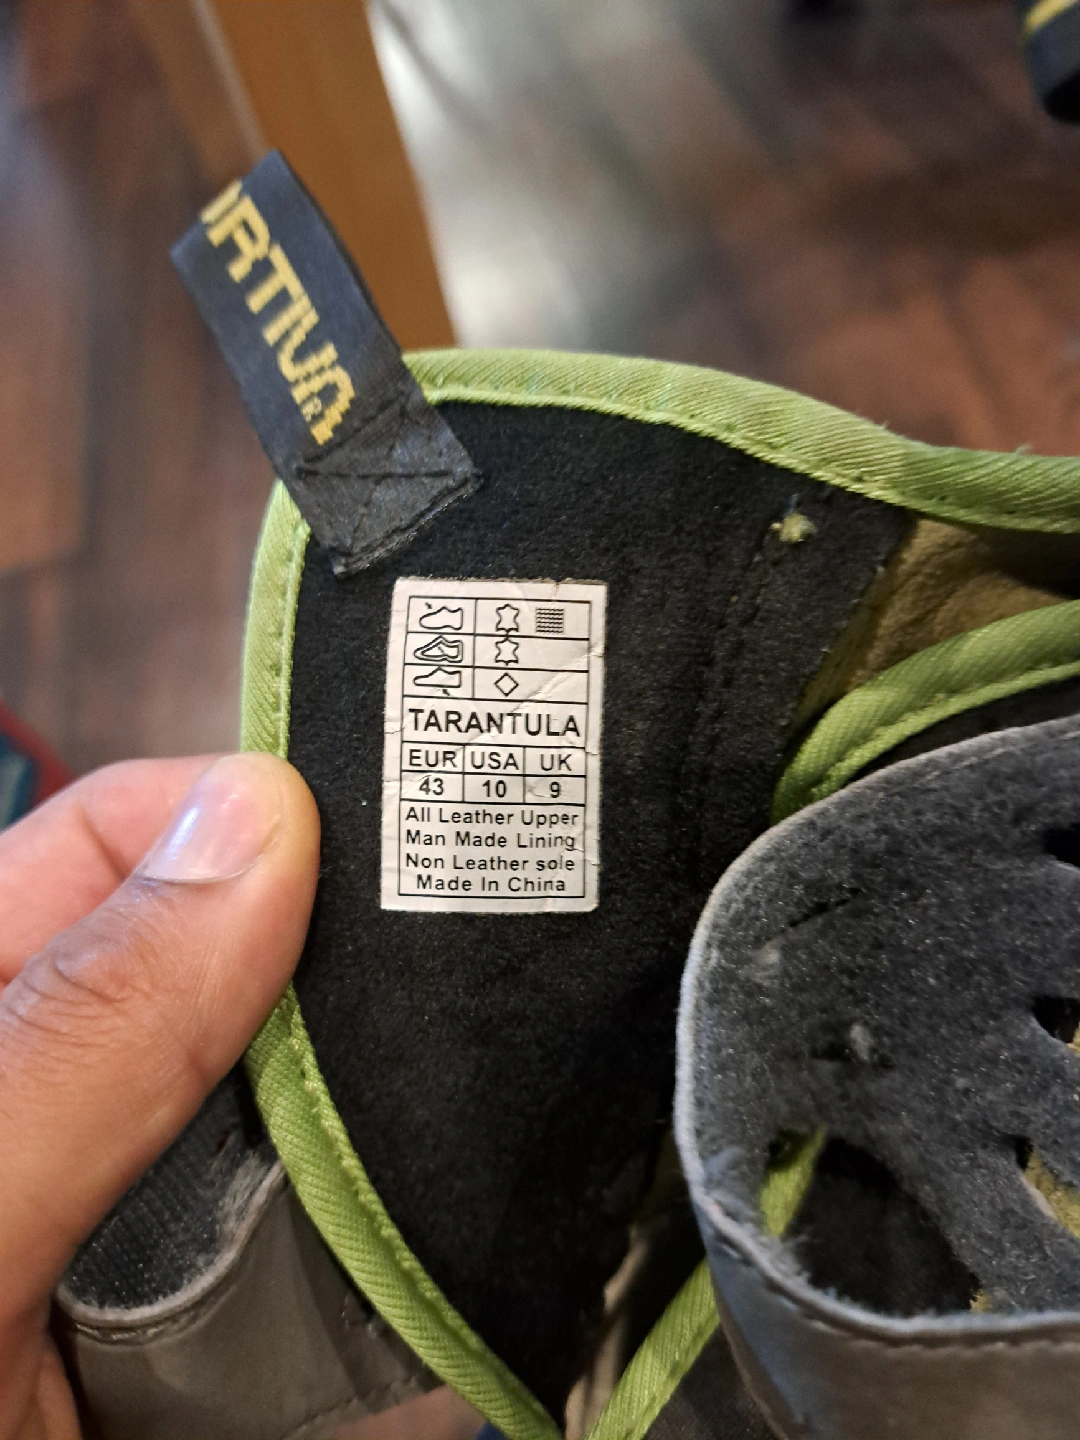 ORTIVA
TARANTULA
EUR USA UK
43 10 9
All Leather Upper
Man Made Lining
Non Leather sole
Made In China